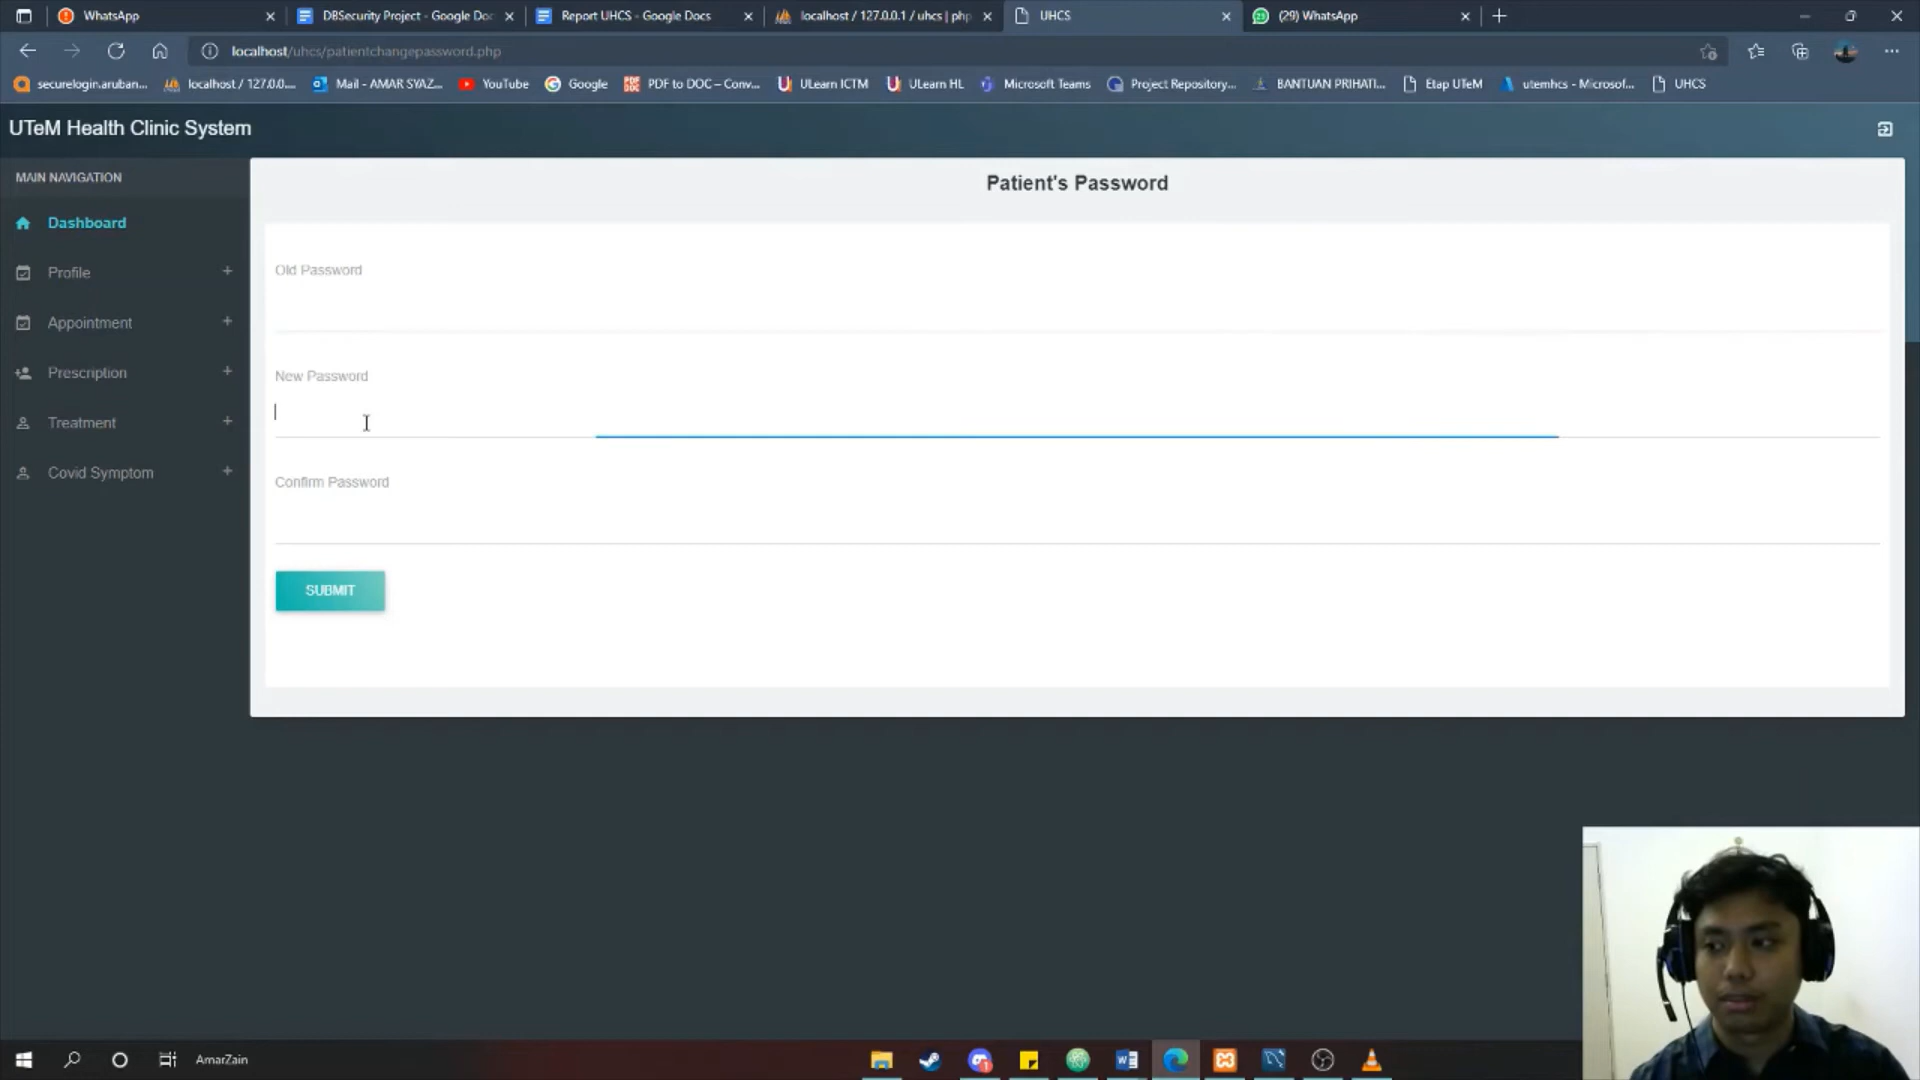 WhatsApp
DBSecurity Project - Google Doc
Report UHCS - Google Docs
localhost / 127.0.0.1 / uhcs | php
UHCS
(29) WhatsApp
localhost/uhcs/patientchangepassword.php
securelogin.aruban...
localhost / 127.0.0....
Mail - AMAR SYAZ...
YouTube
Google
PDF to DOC – Conv...
ULearn ICTM
ULearn HL
Microsoft Teams
Project Repository...
BANTUAN PRIHATI...
Etap UTeM
utemhcs - Microsof...
UHCS
UTeM Health Clinic System
MAIN NAVIGATION
Dashboard
Profile +
Appointment +
Prescription +
Treatment +
Covid Symptom +
Patient's Password
Old Password
New Password
Confirm Password
SUBMIT
AmarZain